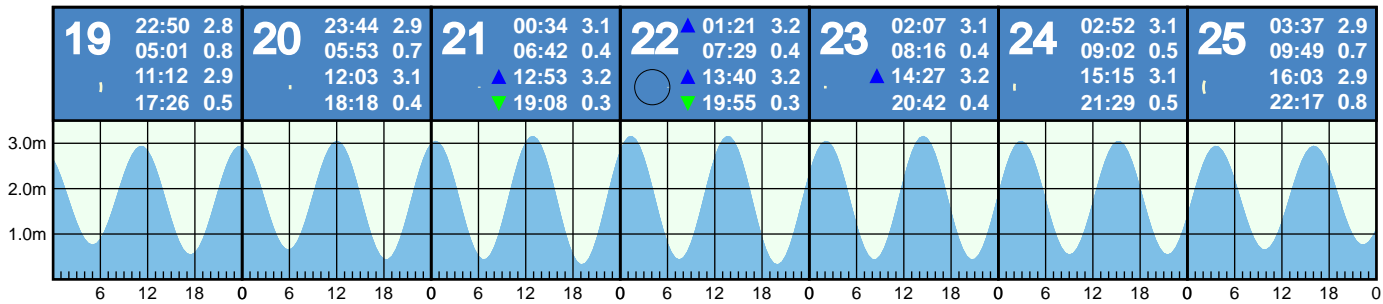 19 22:50 2.8
05:01 0.8
11:12 2.9
17:26 0.5
20 23:44 2.9
05:53 0.7
12:03 3.1
18:18 0.4
21 00:34 3.1
06:42 0.4
▲ 12:53 3.2
▼ 19:08 0.3
22 ▲ 01:21 3.2
07:29 0.4
▲ 13:40 3.2
▼ 19:55 0.3
23 02:07 3.1
08:16 0.4
▲ 14:27 3.2
20:42 0.4
24 02:52 3.1
09:02 0.5
15:15 3.1
21:29 0.5
25 03:37 2.9
09:49 0.7
16:03 2.9
22:17 0.8
3.0m
2.0m
1.0m
6 12 18 0 6 12 18 0 6 12 18 0 6 12 18 0 6 12 18 0 6 12 18 0 6 12 18 0